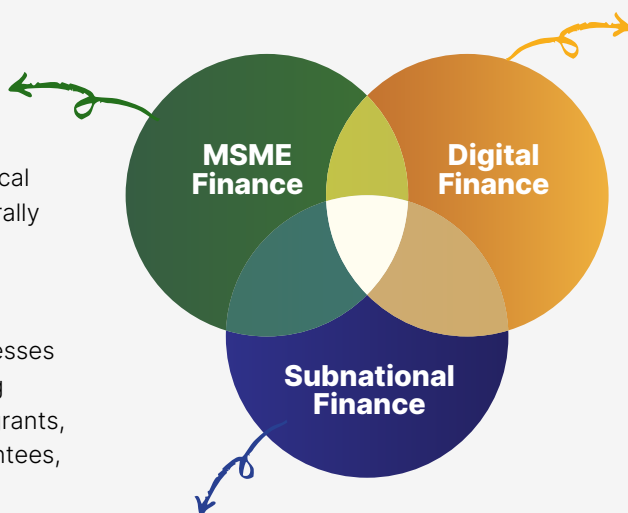 cal
rally
esses
g
rants,
ntees,
MSME
Finance
Digital
Finance
Subnational
Finance